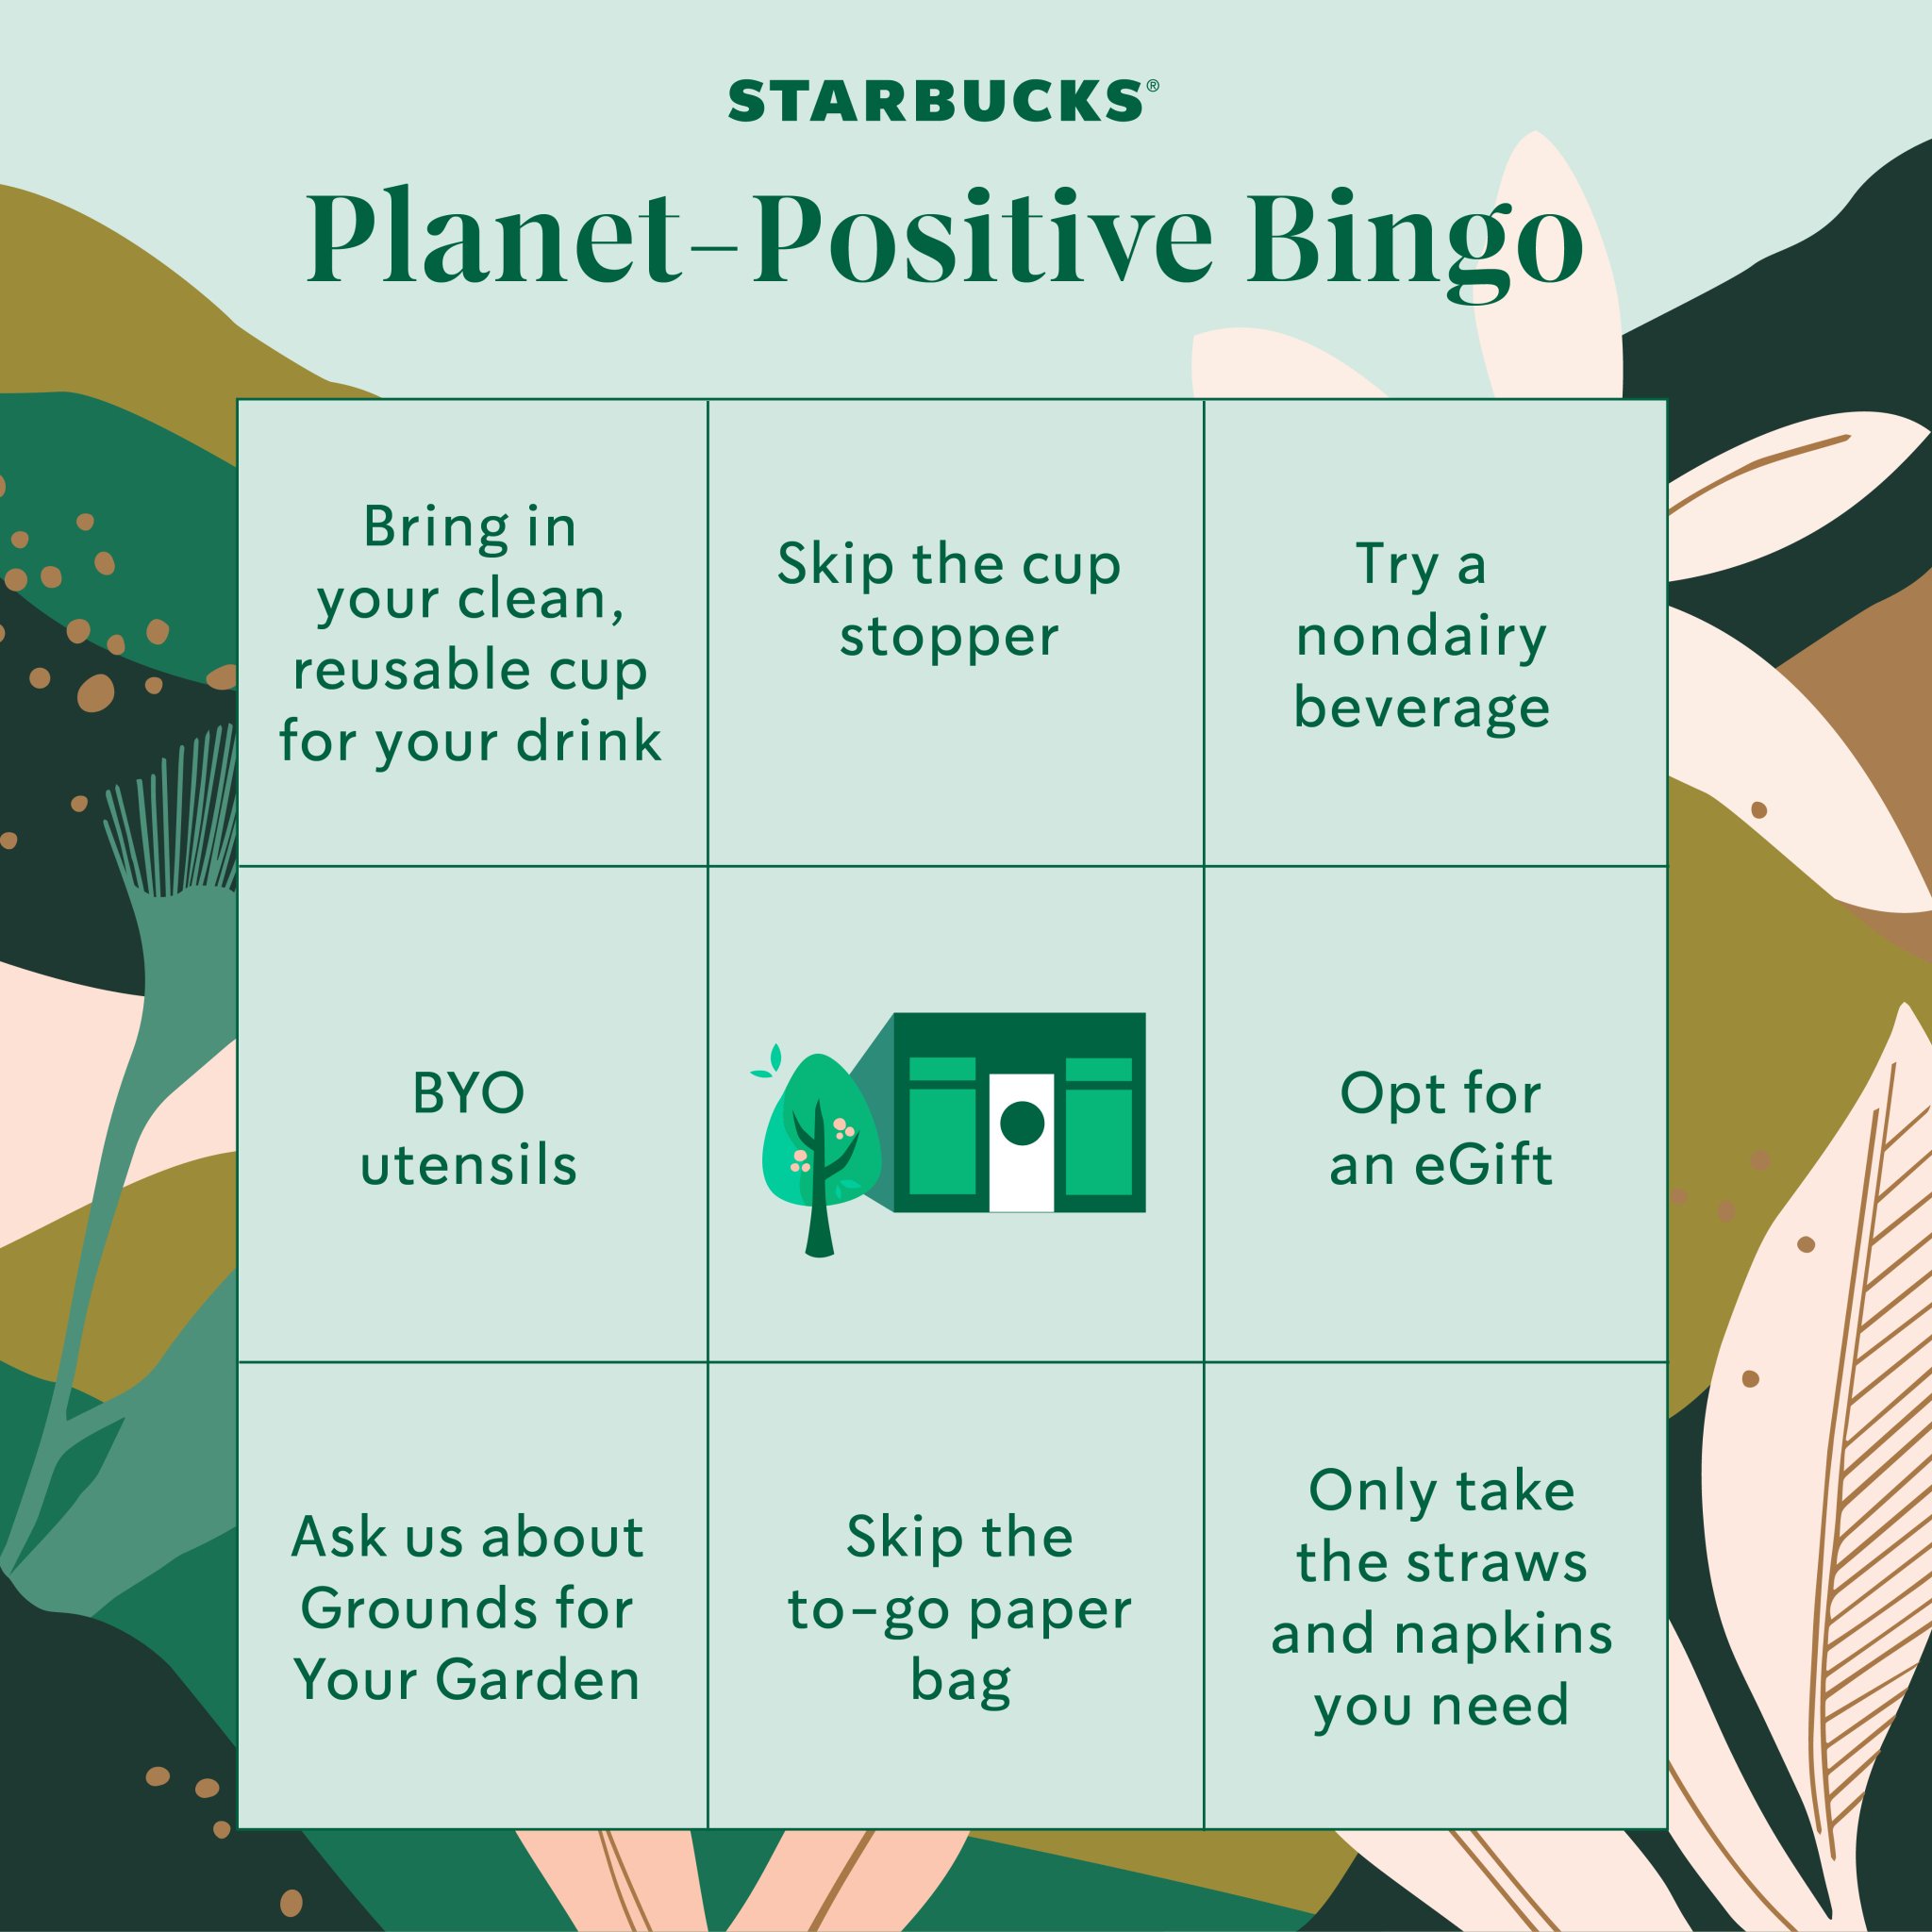 STARBUCKS®
Planet–Positive Bingo
Bring in
your clean,
reusable cup
for your drink
Skip the cup
stopper
Try a
nondairy
beverage
BYO
utensils
Opt for
an eGift
Ask us about
Grounds for
Your Garden
Skip the
to-go paper
bag
Only take
the straws
and napkins
you need